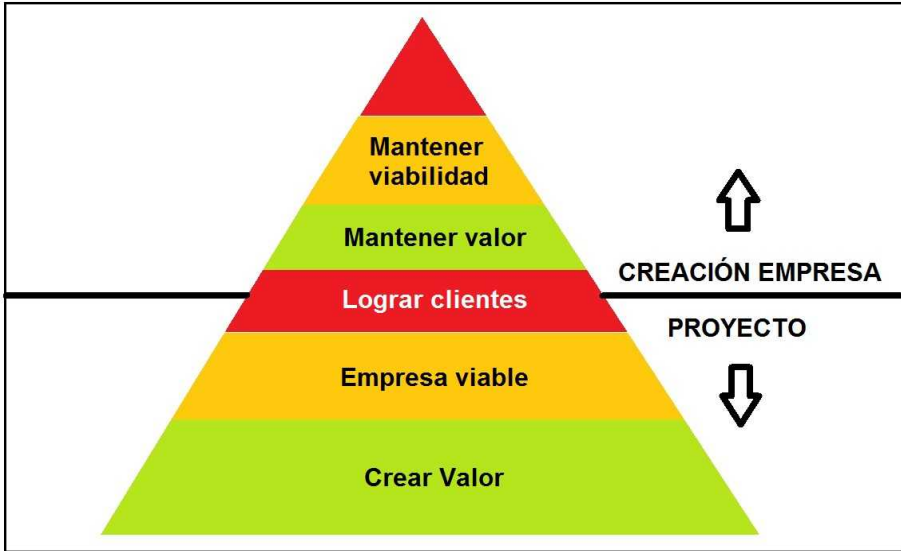 Mantener
viabilidad
Mantener valor
CREACIÓN EMPRESA
Lograr clientes
PROYECTO
Empresa viable
Crear Valor